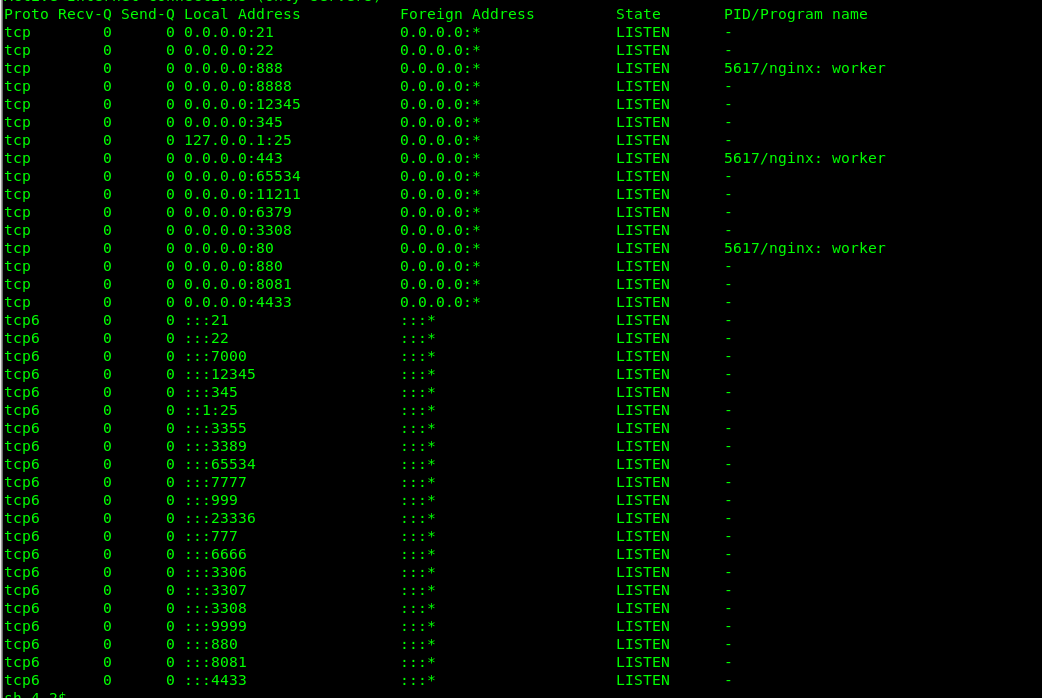 Active Internet connections (only servers)
Proto Recv-Q Send-Q Local Address           Foreign Address         State       PID/Program name
tcp        0      0 0.0.0.0:21              0.0.0.0:*               LISTEN      -
tcp        0      0 0.0.0.0:22              0.0.0.0:*               LISTEN      -
tcp        0      0 0.0.0.0:888             0.0.0.0:*               LISTEN      5617/nginx: worker
tcp        0      0 0.0.0.0:8888            0.0.0.0:*               LISTEN      -
tcp        0      0 0.0.0.0:12345           0.0.0.0:*               LISTEN      -
tcp        0      0 0.0.0.0:345             0.0.0.0:*               LISTEN      -
tcp        0      0 127.0.0.1:25            0.0.0.0:*               LISTEN      -
tcp        0      0 0.0.0.0:443             0.0.0.0:*               LISTEN      5617/nginx: worker
tcp        0      0 0.0.0.0:65534           0.0.0.0:*               LISTEN      -
tcp        0      0 0.0.0.0:11211           0.0.0.0:*               LISTEN      -
tcp        0      0 0.0.0.0:6379            0.0.0.0:*               LISTEN      -
tcp        0      0 0.0.0.0:3308            0.0.0.0:*               LISTEN      -
tcp        0      0 0.0.0.0:80              0.0.0.0:*               LISTEN      5617/nginx: worker
tcp        0      0 0.0.0.0:880             0.0.0.0:*               LISTEN      -
tcp        0      0 0.0.0.0:8081            0.0.0.0:*               LISTEN      -
tcp        0      0 0.0.0.0:4433            0.0.0.0:*               LISTEN      -
tcp6       0      0 :::21                   :::*                    LISTEN      -
tcp6       0      0 :::22                   :::*                    LISTEN      -
tcp6       0      0 :::7000                 :::*                    LISTEN      -
tcp6       0      0 :::12345                :::*                    LISTEN      -
tcp6       0      0 :::345                  :::*                    LISTEN      -
tcp6       0      0 ::1:25                  :::*                    LISTEN      -
tcp6       0      0 :::3355                 :::*                    LISTEN      -
tcp6       0      0 :::3389                 :::*                    LISTEN      -
tcp6       0      0 :::65534                :::*                    LISTEN      -
tcp6       0      0 :::7777                 :::*                    LISTEN      -
tcp6       0      0 :::999                  :::*                    LISTEN      -
tcp6       0      0 :::23336                :::*                    LISTEN      -
tcp6       0      0 :::777                  :::*                    LISTEN      -
tcp6       0      0 :::6666                 :::*                    LISTEN      -
tcp6       0      0 :::3306                 :::*                    LISTEN      -
tcp6       0      0 :::3307                 :::*                    LISTEN      -
tcp6       0      0 :::3308                 :::*                    LISTEN      -
tcp6       0      0 :::9999                 :::*                    LISTEN      -
tcp6       0      0 :::880                  :::*                    LISTEN      -
tcp6       0      0 :::8081                 :::*                    LISTEN      -
tcp6       0      0 :::4433                 :::*                    LISTEN      -
sh-4.2$